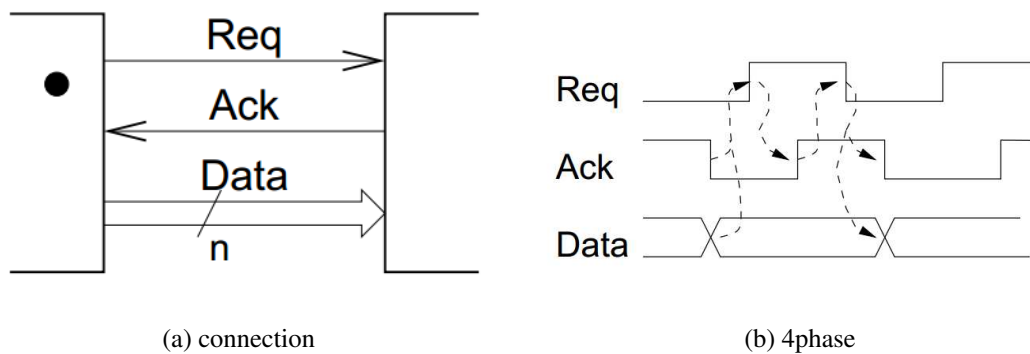 Req
Ack
Data
n
(a) connection
Req
Ack
Data
(b) 4phase